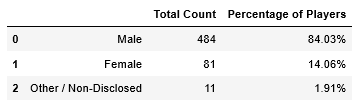 Total Count Percentage of Players
0 Male 484 84.03%
1 Female 81 14.06%
2 Other / Non-Disclosed 11 1.91%